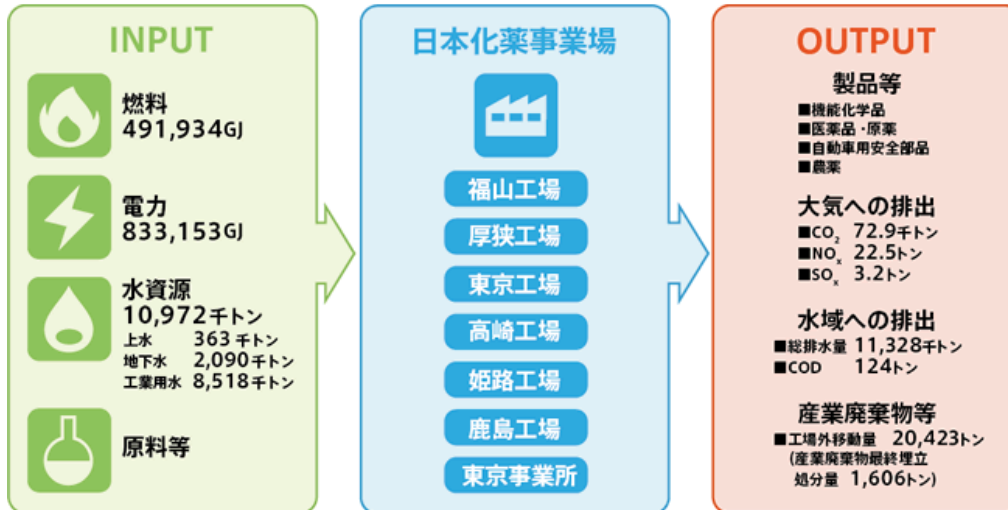 INPUT
燃料
491,934GJ
電力
833,153GJ
水資源
10,972千トン
上水 363千トン
地下水 2,090千トン
工業用水 8,518千トン
原料等
日本化薬事業場
福山工場
厚狭工場
東京工場
高崎工場
姫路工場
鹿島工場
東京事業所
OUTPUT
製品等
■機能化学品
■医薬品・原薬
■自動車用安全部品
■農薬
大気への排出
■CO₂ 72.9千トン
■NOₓ 22.5トン
■SOₓ 3.2トン
水域への排出
■総排水量 11,328千トン
■COD 124トン
産業廃棄物等
■工場外移動量 20,423トン
(産業廃棄物最終埋立
処分量 1,606トン)